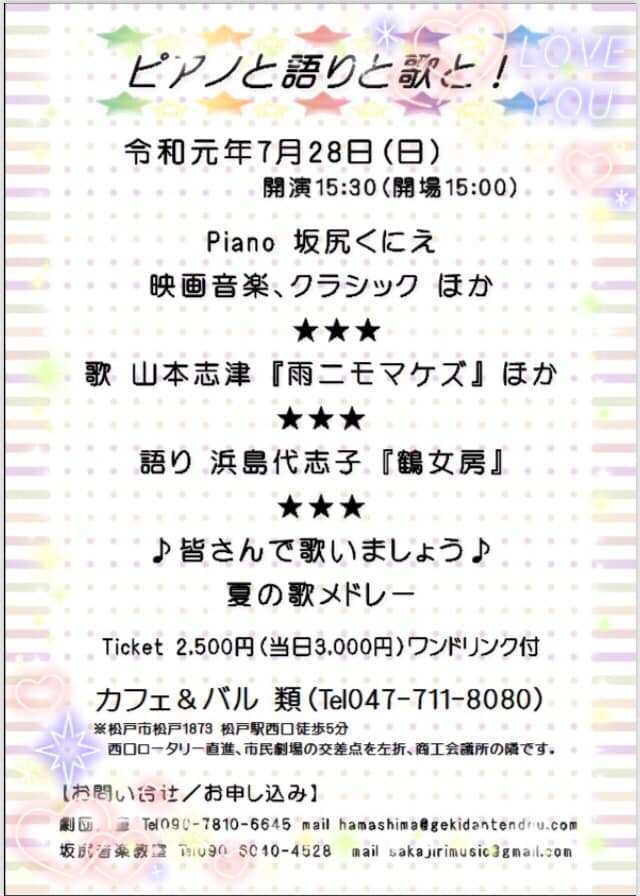 ピアノと語りと歌と！
LOVE
YOU
令和元年7月28日(日)
開演15:30(開場15:00)
Piano 坂尻くにえ
映画音楽、クラシック ほか
★★★
歌 山本志津『雨ニモマケズ』ほか
★★★
語り 浜島代志子『鶴女房』
★★★
♪皆さんで歌いましょう♪
夏の歌メドレー
Ticket 2.500円(当日3.000円)ワンドリンク付
カフェ＆バル 類(Tel047-711-8080)
※松戸市松戸1873 松戸駅西口徒歩5分
西口ロータリー直進、市民劇場の交差点を左折、商工会議所の隣です。
【お問い合せ／お申し込み】
劇団 Tel090-7810-6645 mail hamashima@gekidantendou.com
坂尻音楽教室 Tel090 mail sakajirimusic@gmail.com